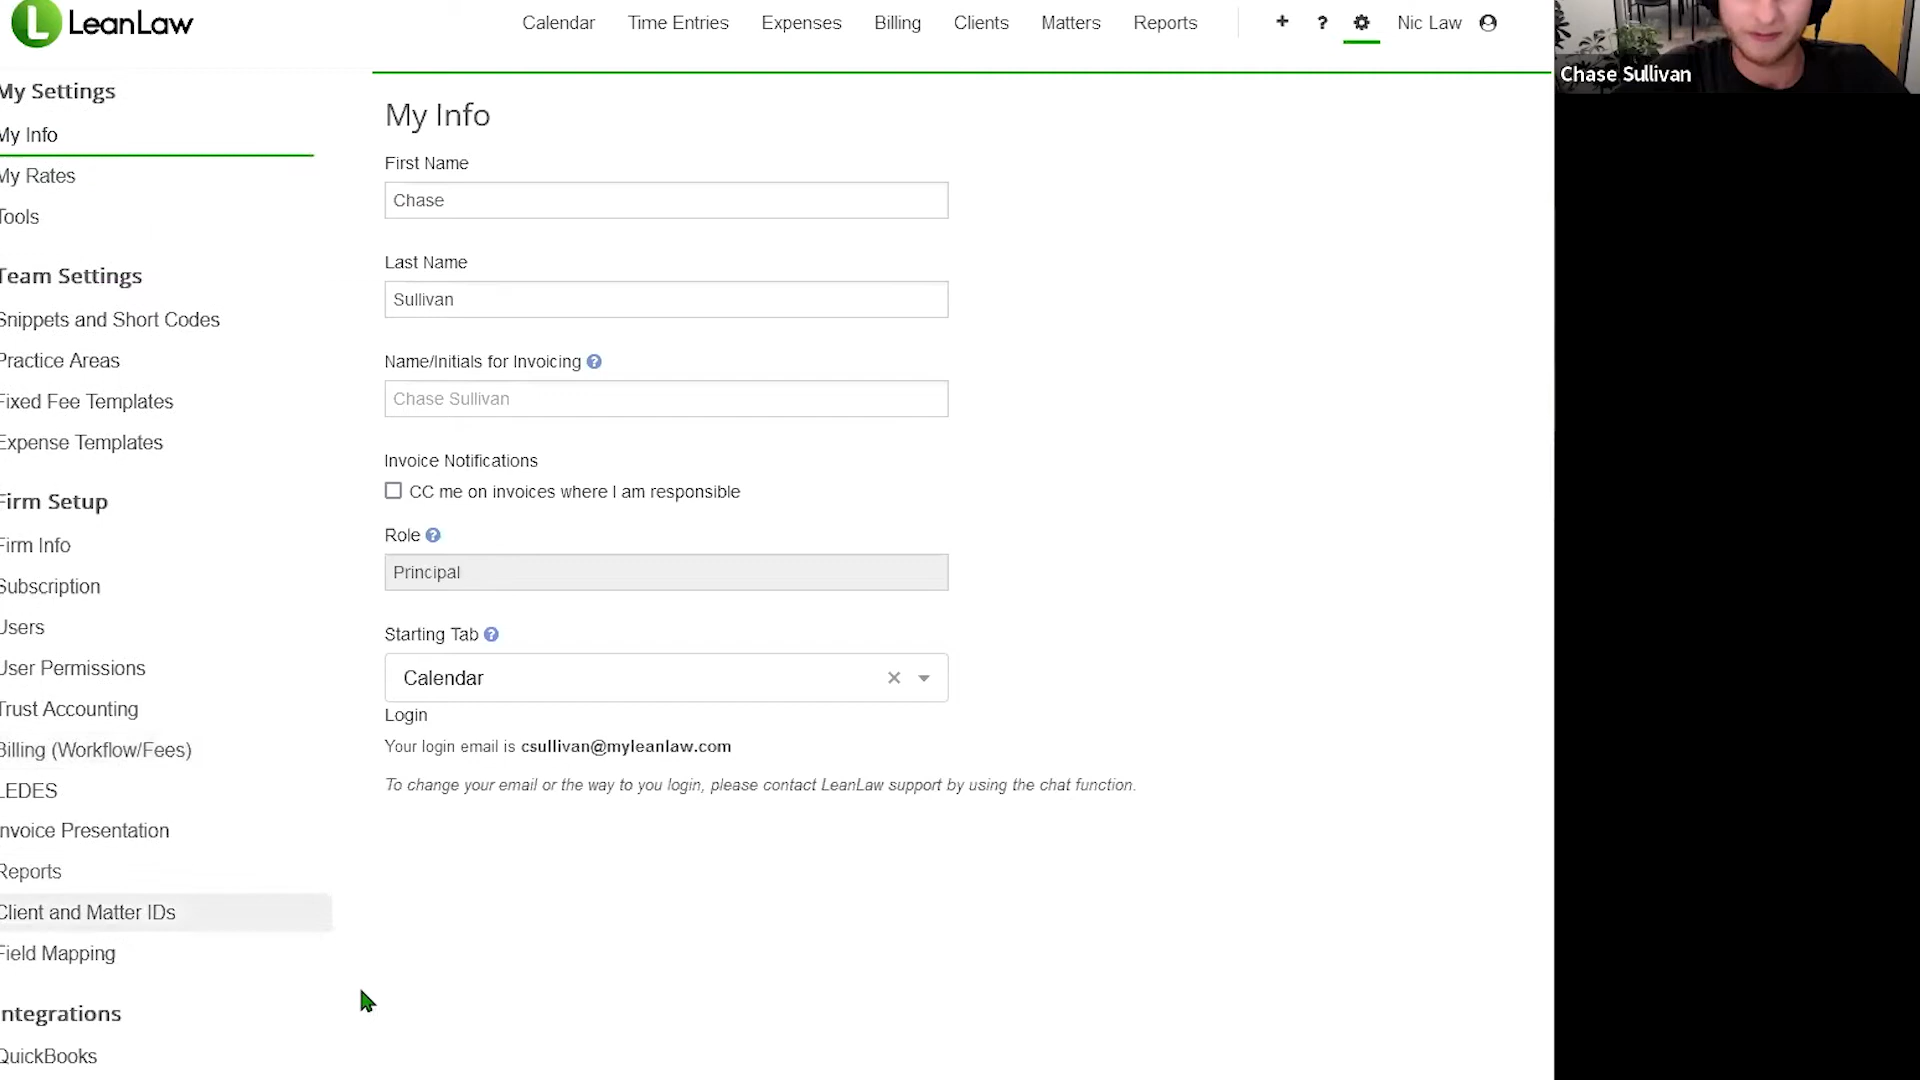 LeanLaw
Calendar Time Entries Expenses Billing Clients Matters Reports + ? Nic Law
Chase Sullivan
My Settings
My Info
My Rates
Tools
Team Settings
Snippets and Short Codes
Practice Areas
Fixed Fee Templates
Expense Templates
Firm Setup
Firm Info
Subscription
Users
User Permissions
Trust Accounting
Billing (Workflow/Fees)
LEDES
Invoice Presentation
Reports
Client and Matter IDs
Field Mapping
Integrations
QuickBooks
My Info
First Name
Chase
Last Name
Sullivan
Name/Initials for Invoicing ?
Chase Sullivan
Invoice Notifications
CC me on invoices where I am responsible
Role ?
Principal
Starting Tab ?
Calendar
Login
Your login email is csullivan@myleanlaw.com
To change your email or the way to you login, please contact LeanLaw support by using the chat function.